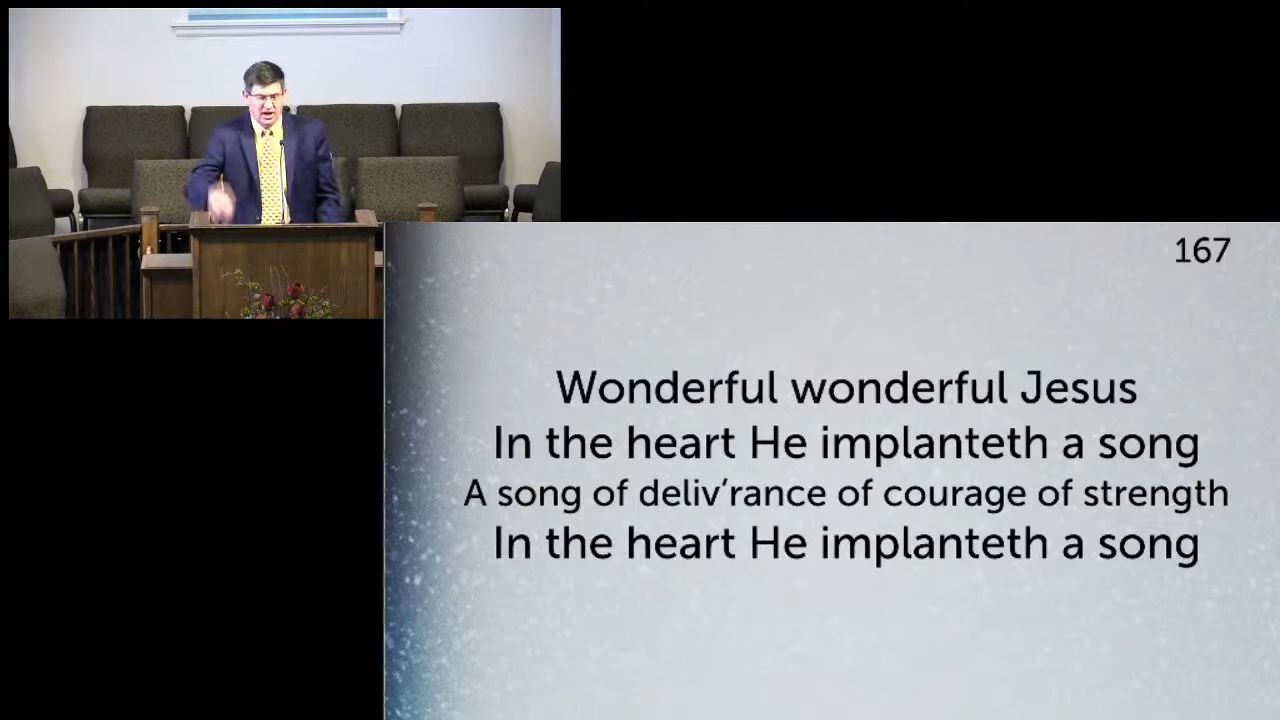 167
Wonderful wonderful Jesus
In the heart He implanteth a song
A song of deliv′rance of courage of strength
In the heart He implanteth a song